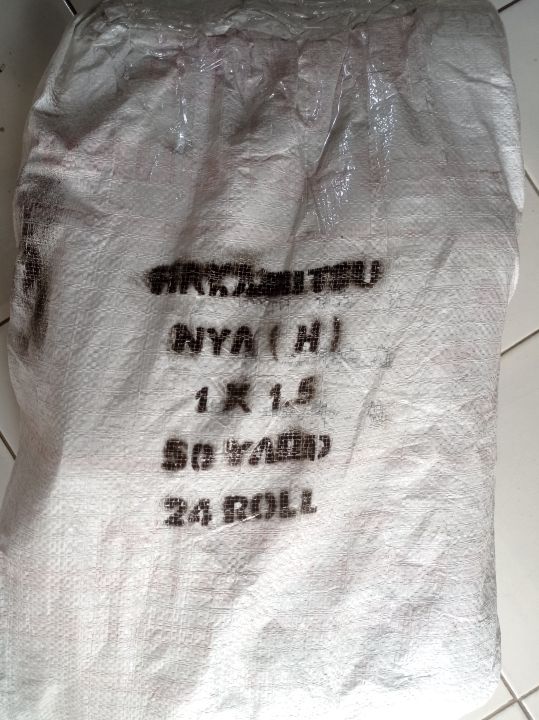 NYA ( H )
1 X 1.5
50 YARD
24 ROLL